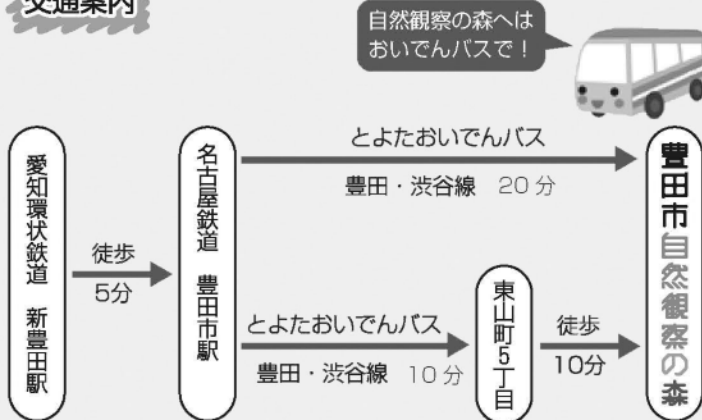 交通案内
自然観察の森へは
おいでんバスで！
愛知環状鉄道　新豊田駅
徒歩
5分
名古屋鉄道　豊田市駅
とよたおいでんバス
豊田・渋谷線　20分
とよたおいでんバス
豊田・渋谷線　10分
東山町5丁目
徒歩
10分
豊田市自然観察の森